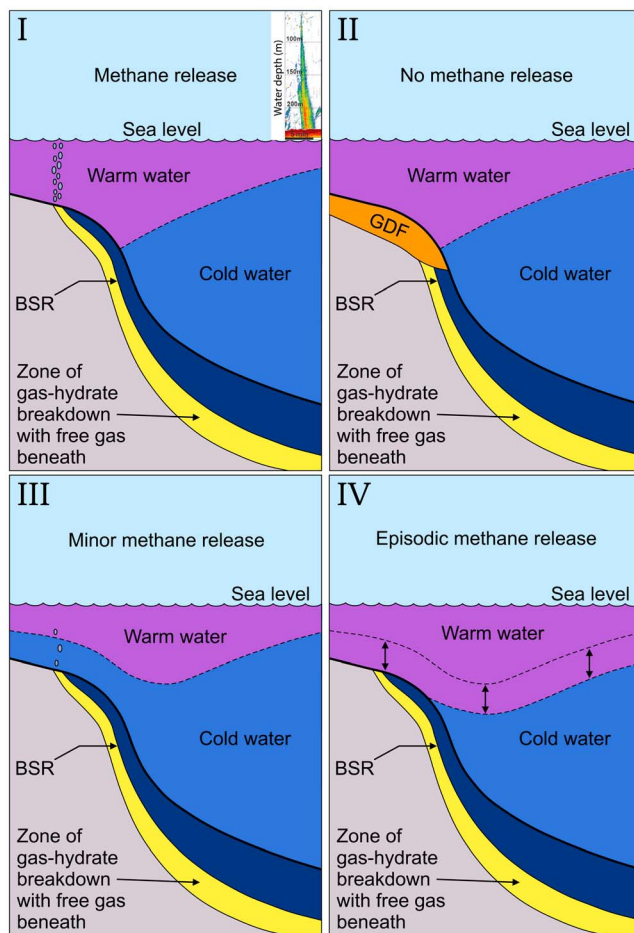 I
Methane release
Water depth (m)
100m
150m
200m
Sea level
Warm water
Cold water
BSR
Zone of
gas-hydrate
breakdown
with free gas
beneath
II
No methane release
Sea level
Warm water
GDF
Cold water
BSR
Zone of
gas-hydrate
breakdown
with free gas
beneath
III
Minor methane release
Sea level
Warm water
Cold water
BSR
Zone of
gas-hydrate
breakdown
with free gas
beneath
IV
Episodic methane release
Sea level
Warm water
Cold water
BSR
Zone of
gas-hydrate
breakdown
with free gas
beneath